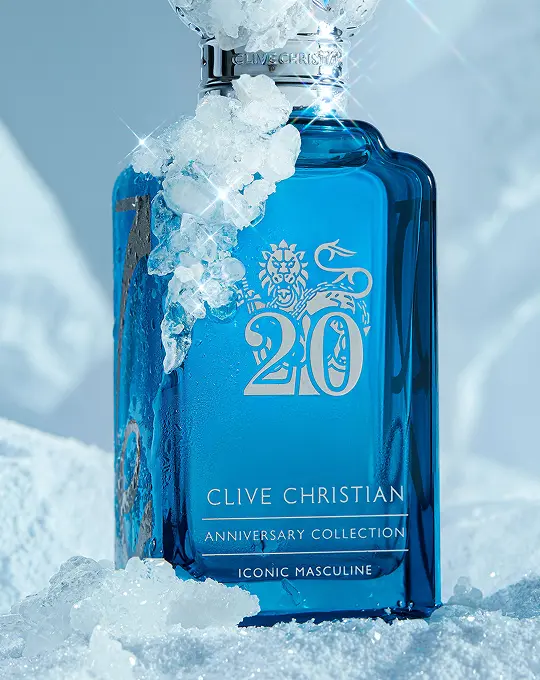 CLIVE CHRISTIAN
20
CLIVE CHRISTIAN
ANNIVERSARY COLLECTION
ICONIC MASCULINE